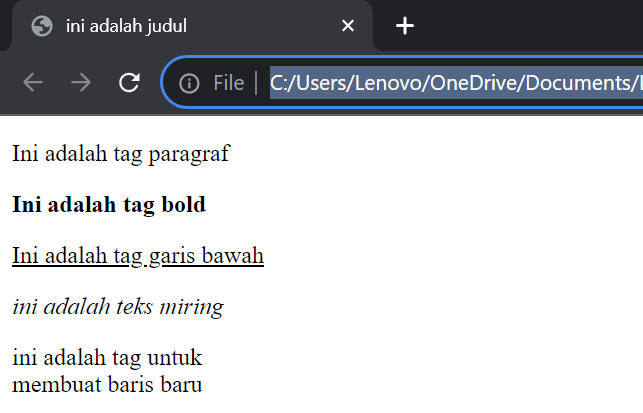 ini adalah judul
File
C:/Users/Lenovo/OneDrive/Documents/
Ini adalah tag paragraf
Ini adalah tag bold
Ini adalah tag garis bawah
ini adalah teks miring
ini adalah tag untuk
membuat baris baru